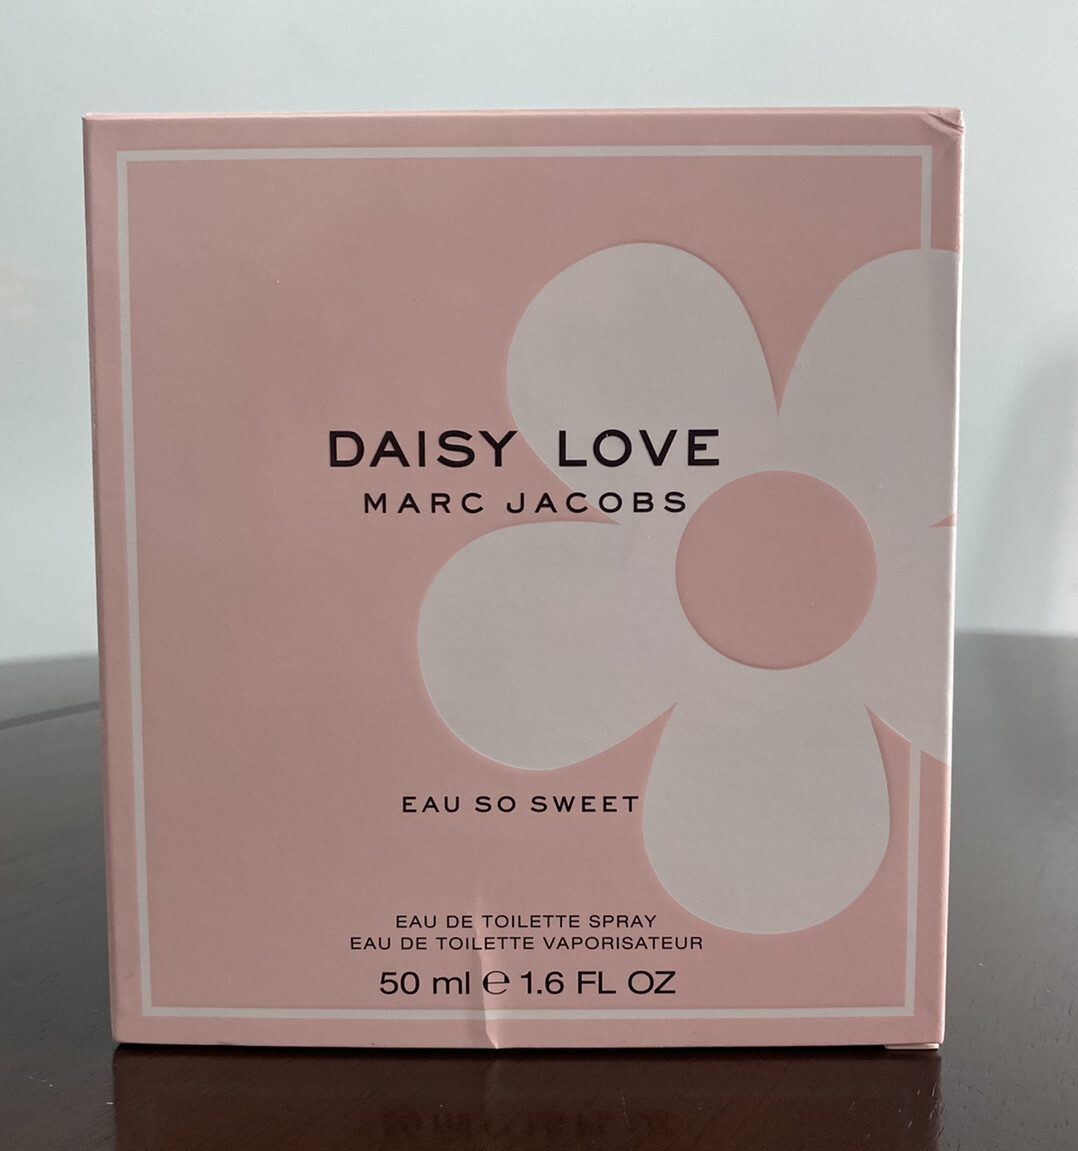 DAISY LOVE
MARC JACOBS
EAU SO SWEET
EAU DE TOILETTE SPRAY
EAU DE TOILETTE VAPORISATEUR
50 ml ℮ 1.6 FL OZ